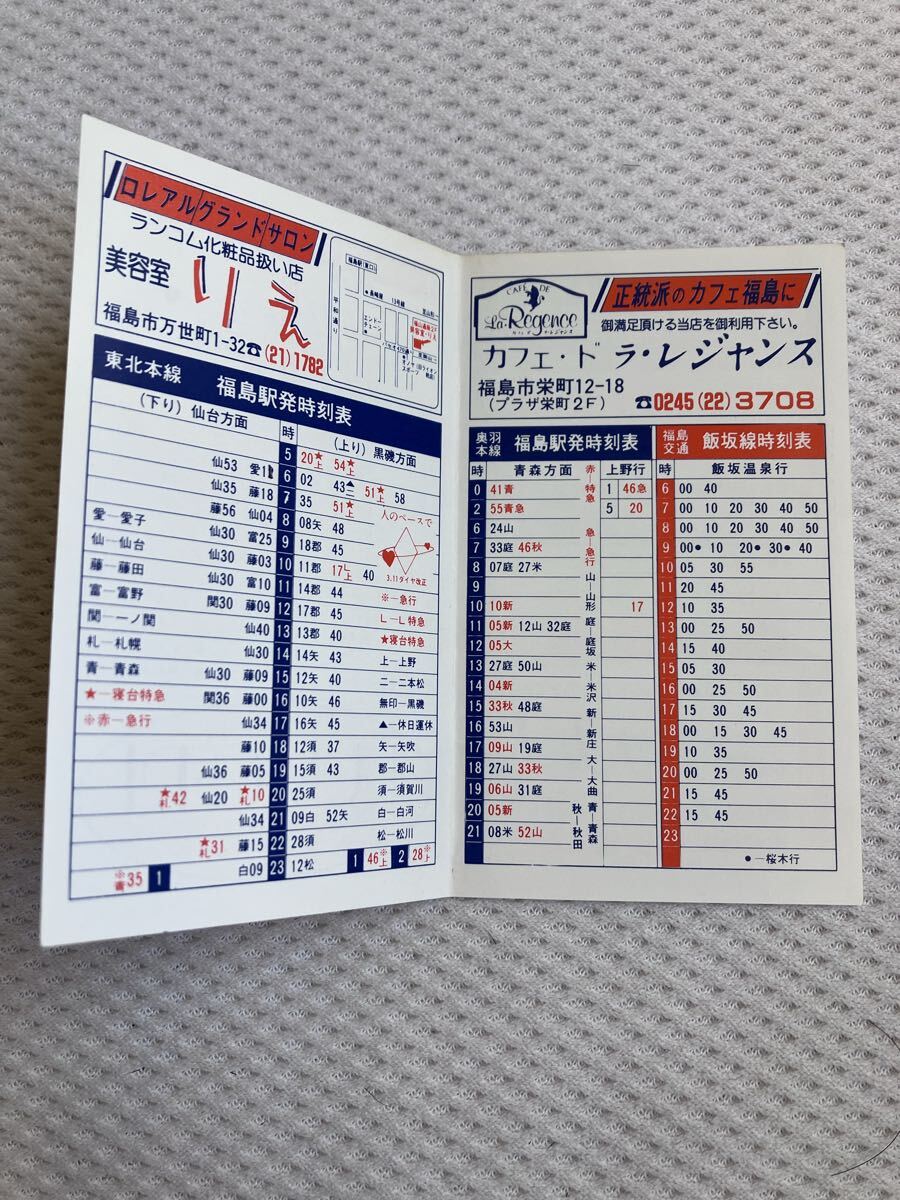 ロレアルグランドサロン
ランコム化粧品扱い店
美容室 りえ
福島市万世町1-32☎(21)1782
福島駅(東口)
平和通り
13号線
東北本線 福島駅発時刻表
(下り) 仙台方面 時 (上り) 黒磯方面
5 20★上 54★上
仙53 6 02 43▲二 51★上 58
仙35 藤18 7 35 51★上
藤56 仙04 8 08矢 48
愛―愛子 仙30 富25 9 18郡 45
仙―仙台 仙30 藤03 10 11郡 17L上 40
藤―藤田 仙30 富10 11 14郡 44
富―富野 関30 藤09 12 17郡 45
関―一ノ関 仙40 13 13郡 40
札―札幌 仙30 14 14矢 43
青―青森 仙30 藤09 15 12矢 40
★―寝台特急 関36 藤00 16 10矢 46
※赤―急行 仙34 17 16矢 45
藤10 18 12須 37
仙36 藤05 19 15須 43
★札42 仙20 ★札10 20 25須
仙34 21 09白 52矢
★札31 藤15 22 28須
※青35 1 白09 23 12松 1 46※上 2 28※上
人のペースで
3.11ダイヤ改正
※―急行
L―L特急
★寝台特急
上―上野
二―二本松
無印―黒磯
▲―休日運休
矢―矢吹
郡―郡山
須―須賀川
白―白河
松―松川
CAFÉ DE
La・Régence
正統派のカフェ福島に
御満足頂ける当店を御利用下さい。
カフェ・ド ラ・レジャンス
福島市栄町12-18
(プラザ栄町2F) ☎0245(22)3708
奥羽本線 福島駅発時刻表
時 青森方面 上野行
0 41青 1 46急
2 55青急 5 20
6 24山
7 33庭 46秋
8 07庭 27米
9
10 10新 17
11 05新 12山 32庭
12 05大
13 27庭 50山
14 04新
15 33秋 48庭
16 53山
17 09山 19庭
18 27山 33秋
19 06山 31庭
20 05新
21 08米 52山
赤―特急 急―急行 山―山形 庭―庭坂 米―米沢 新―新庄 大―大曲 青―青森
秋―秋田
福島交通 飯坂線時刻表
時 飯坂温泉行
6 00 40
7 00 10 20 30 40 50
8 00 10 20 30 40 50
9 00● 10 20● 30● 40
10 05 30 55
11 20 45
12 10 35
13 00 25 50
14 15 40
15 05 30
16 00 25 50
17 15 30 45
18 00 15 30 45
19 10 35
20 00 25 50
21 15 45
22 15 45
23
●―桜木行